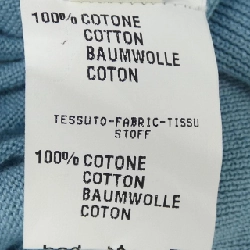 100% COTONE
COTTON
BAUMWOLLE
COTON
TESSUTO-FABRIC-TISSU
STOFF
100% COTONE
COTTON
BAUMWOLLE
COTON